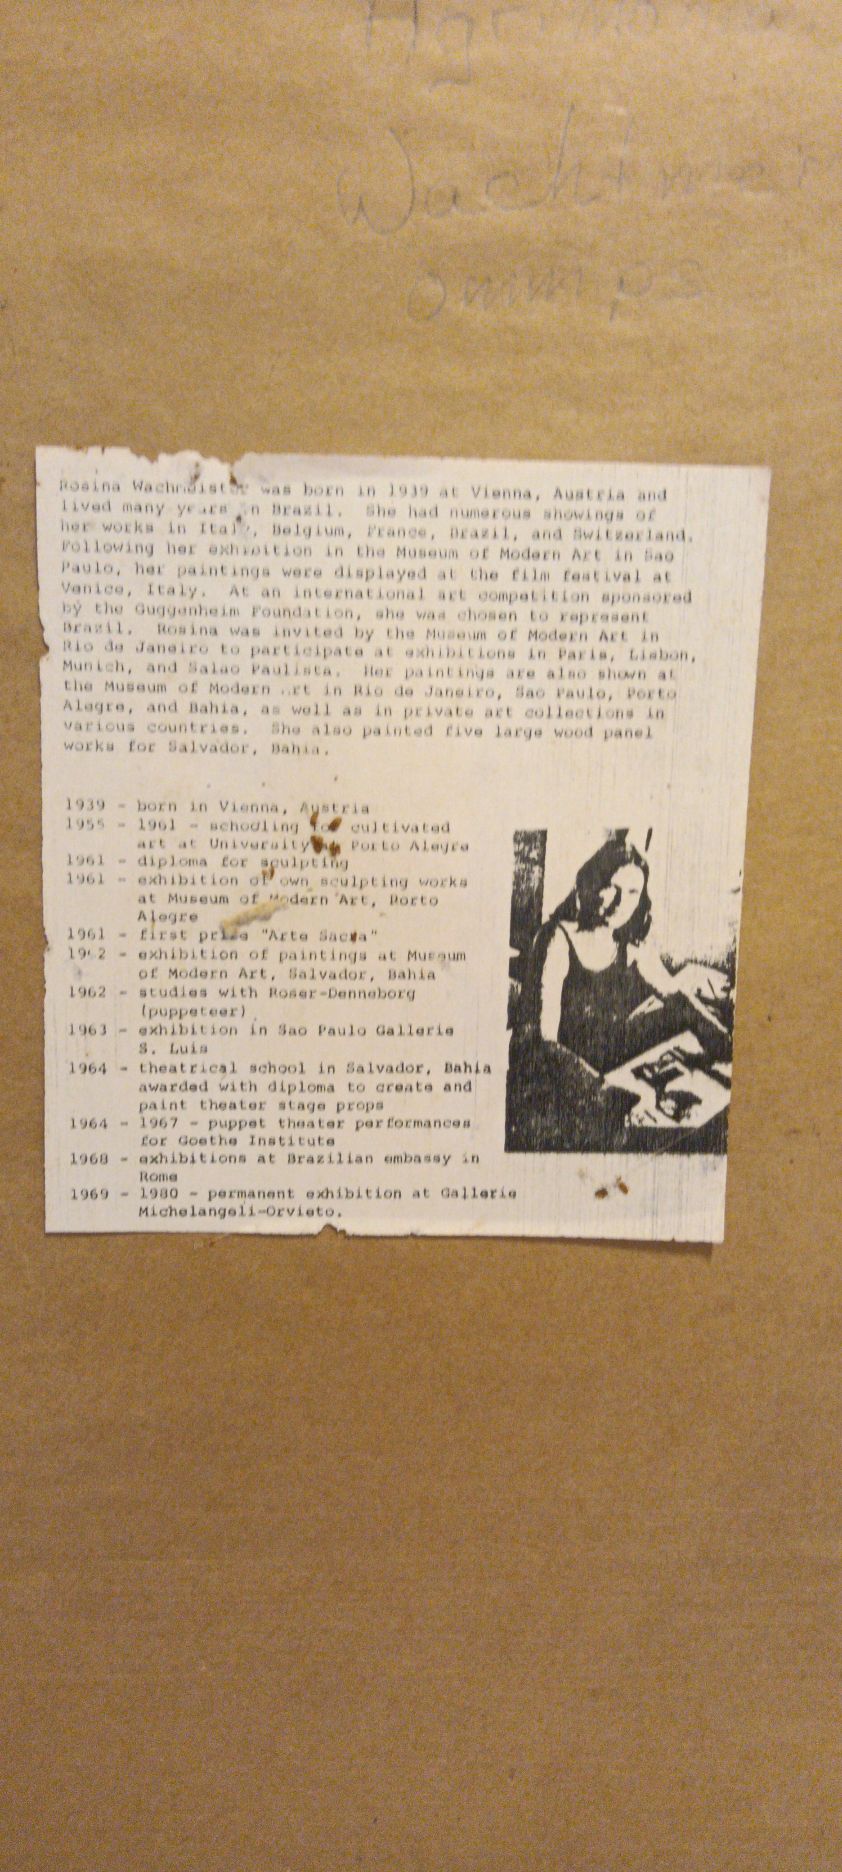 Rosina Wachmeister was born in 1939 at Vienna, Austria and
lived many years in Brazil. She had numerous showings of
her works in Italy, Belgium, France, Brazil, and Switzerland.
Following her exhibition in the Museum of Modern Art in Sao
Paulo, her paintings were displayed at the film festival at
Venice, Italy. At an international art competition sponsored
by the Guggenheim Foundation, she was chosen to represent
Brazil. Rosina was invited by the Museum of Modern Art in
Rio de Janeiro to participate at exhibitions in Paris, Lisbon,
Munich, and Salao Paulista. Her paintings are also shown at
the Museum of Modern Art in Rio de Janeiro, Sao Paulo, Porto
Alegre, and Bahia, as well as in private art collections in
various countries. She also painted five large wood panel
works for Salvador, Bahia.
1939 - born in Vienna, Austria
1955 - 1961 - schooling for cultivated
art at University Porto Alegre
1961 - diploma for sculpting
1961 - exhibition of own sculpting works
at Museum of Modern Art, Porto
Alegre
1961 - first prize "Arte Sacra"
1962 - exhibition of paintings at Museum
of Modern Art, Salvador, Bahia
1962 - studies with Roser-Denneborg
(puppeteer)
1963 - exhibition in Sao Paulo Gallerie
S. Luis
1964 - theatrical school in Salvador, Bahia
awarded with diploma to create and
paint theater stage props
1964 - 1967 - puppet theater performances
for Goethe Institute
1968 - exhibitions at Brazilian embassy in
Rome
1969 - 1980 - permanent exhibition at Gallerie
Michelangeli-Orvieto.